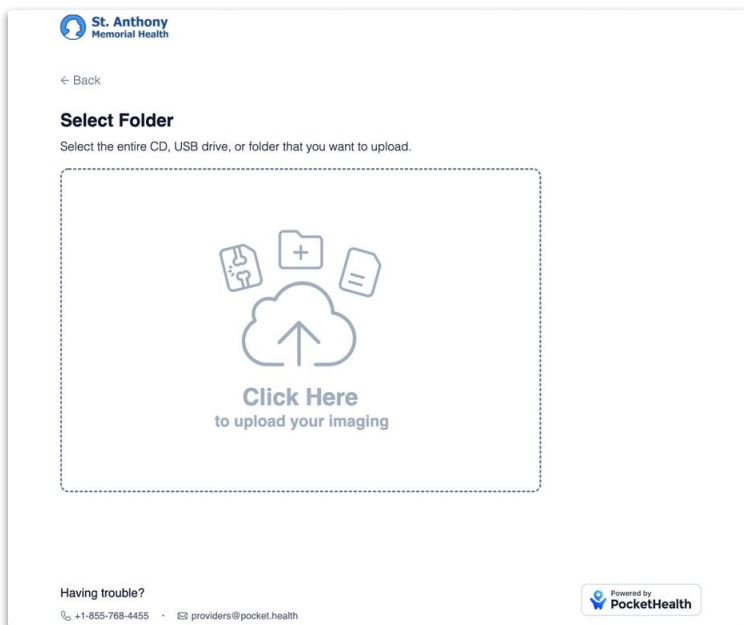 St. Anthony
Memorial Health
← Back
Select Folder
Select the entire CD, USB drive, or folder that you want to upload.
Click Here
to upload your imaging
Having trouble?
+1-855-768-4455 · providers@pocket.health
Powered by
PocketHealth